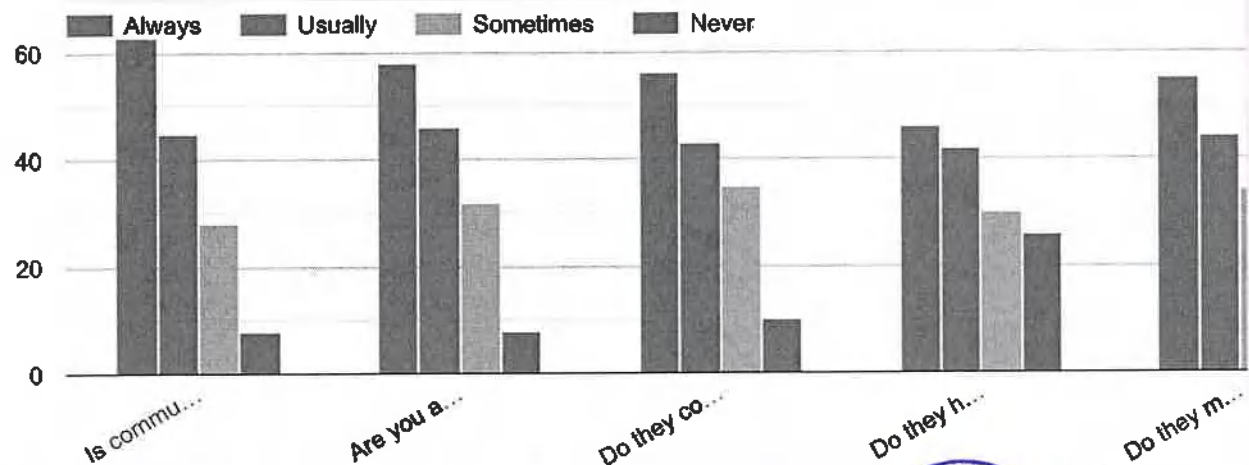 Always Usually Sometimes Never
60
40
20
0
Is commu...
Are you a...
Do they co...
Do they h...
Do they m...